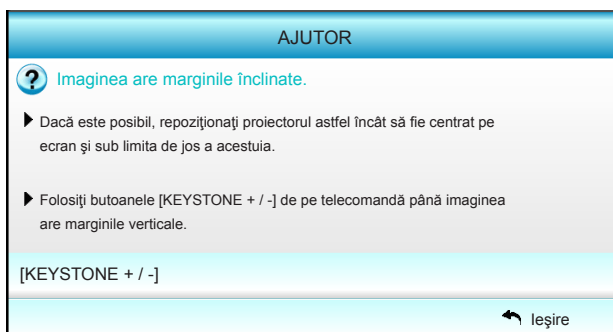 AJUTOR
? Imaginea are marginile înclinate.
Dacă este posibil, repoziţionaţi proiectorul astfel încât să fie centrat pe
ecran şi sub limita de jos a acestuia.
Folosiţi butoanele [KEYSTONE + / -] de pe telecomandă până imaginea
are marginile verticale.
[KEYSTONE + / -]
Ieşire